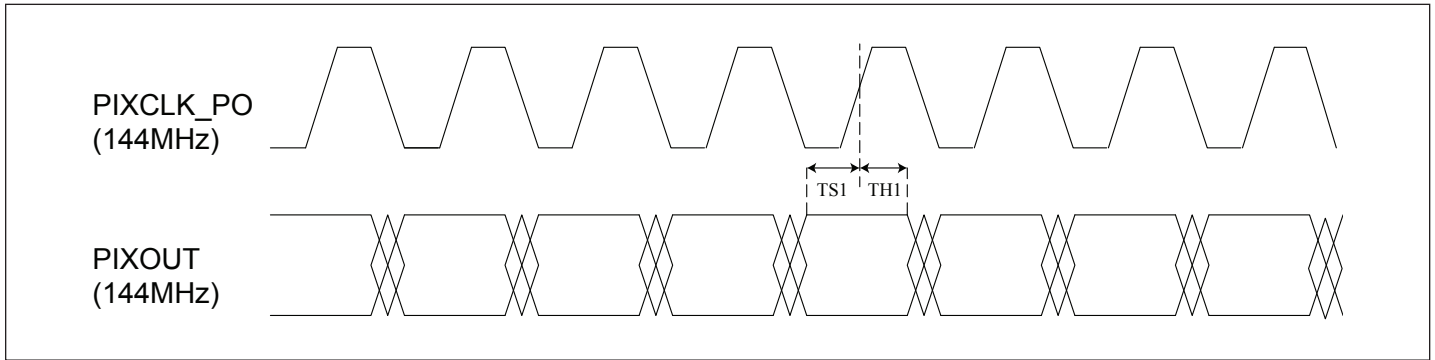 PIXCLK_PO
(144MHz)
TS1 TH1
PIXOUT
(144MHz)